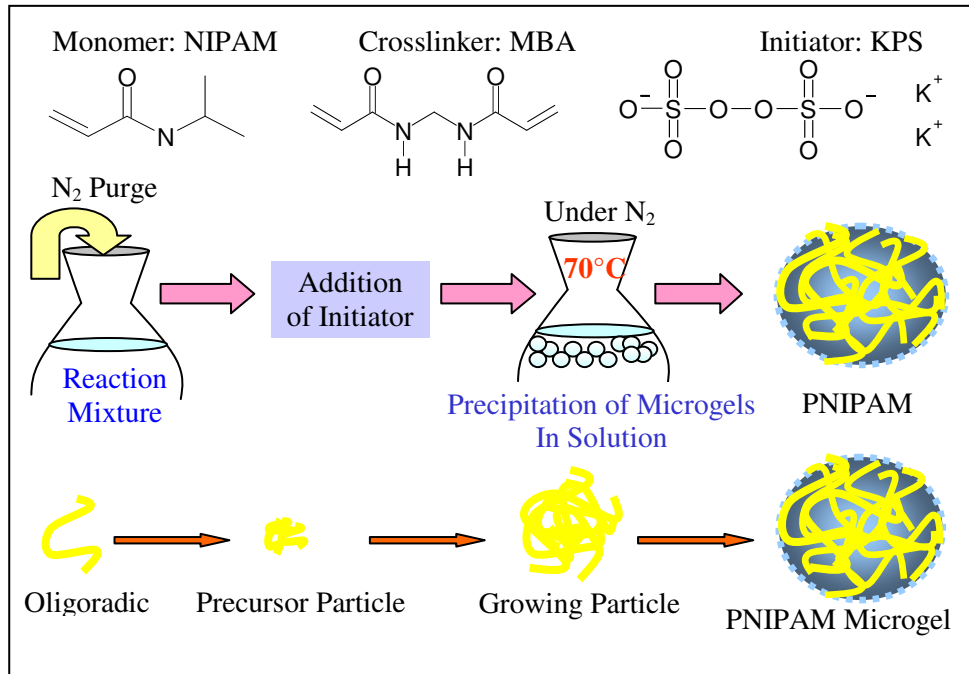 Monomer: NIPAM
Crosslinker: MBA
Initiator: KPS
O
N
O
O
N
N
H
H
O
O
⁻O
S
O
O
S
O⁻
O
O
K⁺
K⁺
N₂ Purge
Under N₂
70°C
Addition
of Initiator
Reaction
Mixture
Precipitation of Microgels
In Solution
PNIPAM
Oligoradic
Precursor Particle
Growing Particle
PNIPAM Microgel